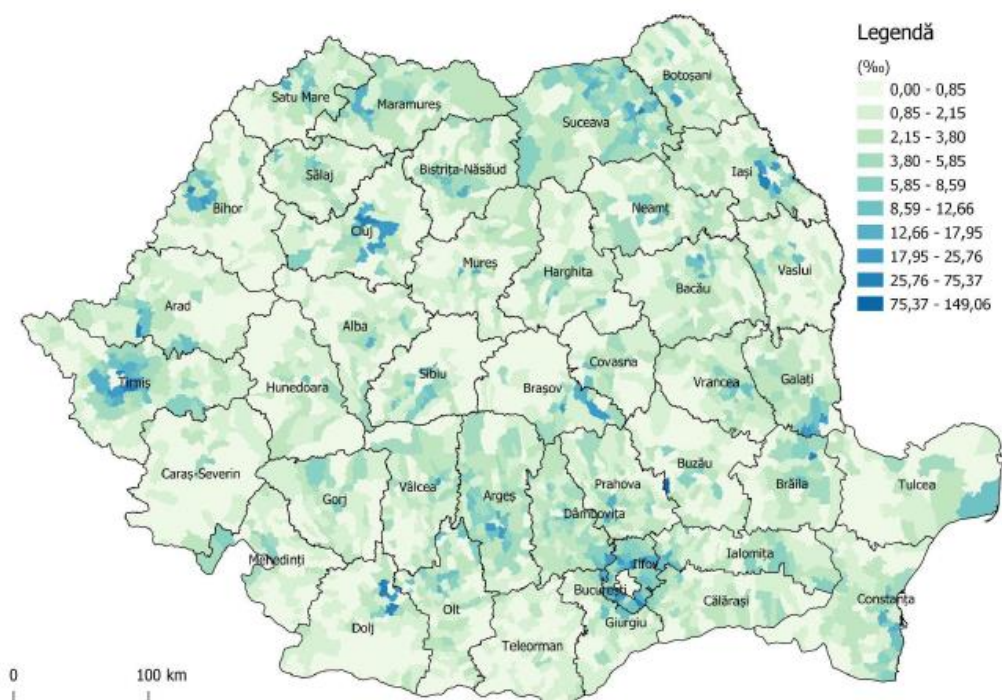 Legendă
(‰)
0,00 - 0,85
0,85 - 2,15
2,15 - 3,80
3,80 - 5,85
5,85 - 8,59
8,59 - 12,66
12,66 - 17,95
17,95 - 25,76
25,76 - 75,37
75,37 - 149,06
Botoșani
Satu Mare
Maramureș
Suceava
Iași
Sălaj
Bistrița-Năsăud
Bihor
Neamț
Cluj
Mureș
Harghita
Vaslui
Bacău
Arad
Alba
Covasna
Timiș
Hunedoara
Sibiu
Brașov
Vrancea
Galați
Caraș-Severin
Buzău
Gorj
Vâlcea
Argeș
Prahova
Brăila
Tulcea
Dâmbovița
Mehedinți
Ialomița
Ilfov
București
Călărași
Constanța
Olt
Giurgiu
Dolj
Teleorman
0 100 km